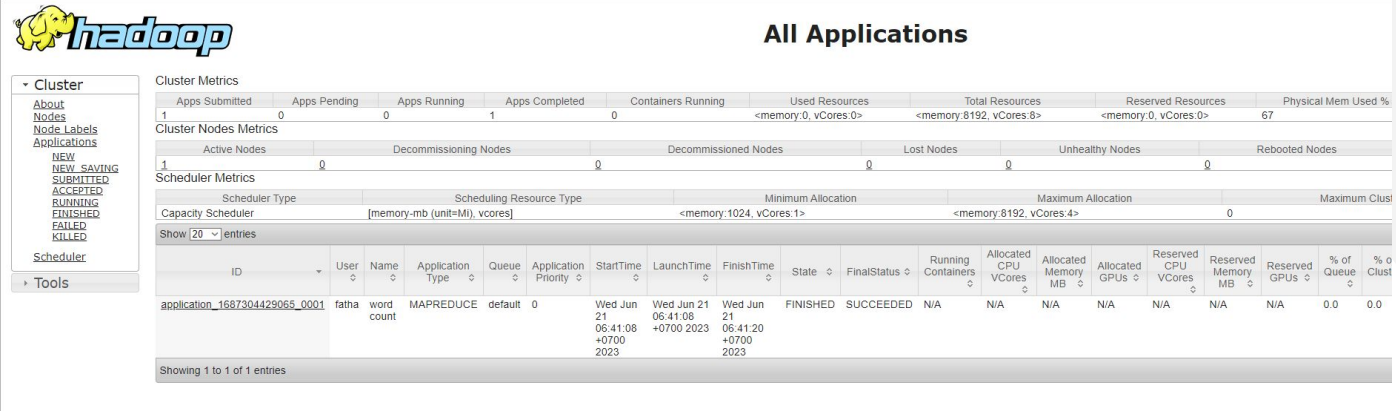 hadoop
All Applications
Cluster
About
Nodes
Node Labels
Applications
NEW
NEW_SAVING
SUBMITTED
ACCEPTED
RUNNING
FINISHED
FAILED
KILLED
Scheduler
Tools
Cluster Metrics
Apps Submitted Apps Pending Apps Running Apps Completed Containers Running Used Resources Total Resources Reserved Resources Physical Mem Used %
1 0 0 1 0 <memory:0, vCores:0> <memory:8192, vCores:8> <memory:0, vCores:0> 67
Cluster Nodes Metrics
Active Nodes Decommissioning Nodes Decommissioned Nodes Lost Nodes Unhealthy Nodes Rebooted Nodes
1 0 0 0 0 0
Scheduler Metrics
Scheduler Type Scheduling Resource Type Minimum Allocation Maximum Allocation Maximum Clust
Capacity Scheduler [memory-mb (unit=Mi), vcores] <memory:1024, vCores:1> <memory:8192, vCores:4> 0
Show 20 entries
ID User Name Application Type Queue Application Priority StartTime LaunchTime FinishTime State FinalStatus Running Containers Allocated CPU VCores Allocated Memory MB Allocated GPUs Reserved CPU VCores Reserved Memory MB Reserved GPUs % of Queue % o Clust
application_1687304429065_0001 fatha word count MAPREDUCE default 0 Wed Jun 21 06:41:08 +0700 2023 Wed Jun 21 06:41:08 +0700 2023 Wed Jun 21 06:41:20 +0700 2023 FINISHED SUCCEEDED N/A N/A N/A N/A N/A N/A N/A 0.0 0.0
Showing 1 to 1 of 1 entries